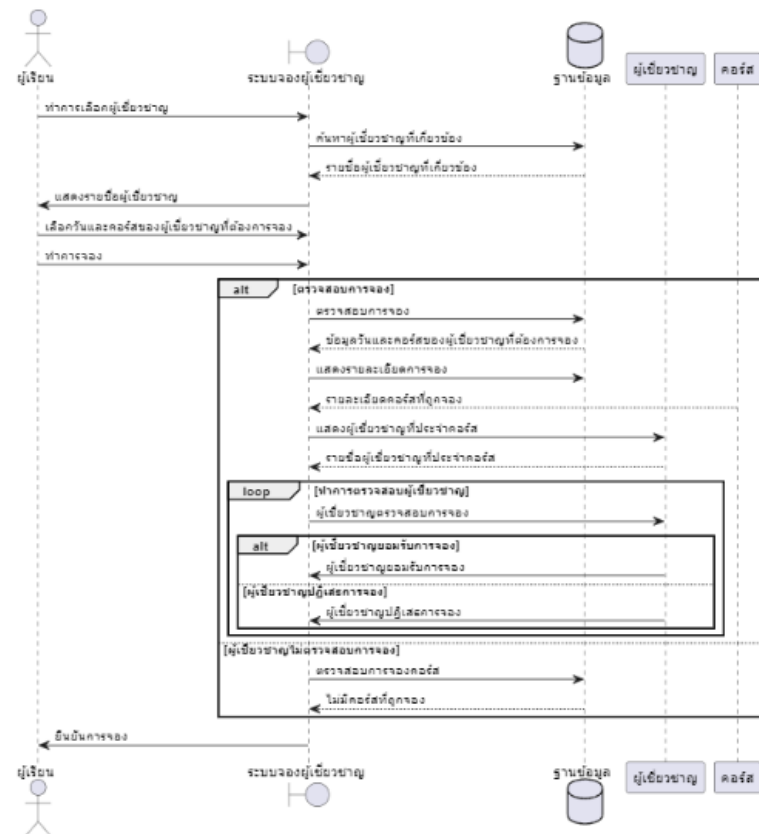 ผู้เรียน
ระบบจองผู้เชี่ยวชาญ
ฐานข้อมูล
ผู้เชี่ยวชาญ
คอร์ส
ทำการเลือกผู้เชี่ยวชาญ
ค้นหาผู้เชี่ยวชาญที่เกี่ยวข้อง
รายชื่อผู้เชี่ยวชาญที่เกี่ยวข้อง
แสดงรายชื่อผู้เชี่ยวชาญ
เลือกวันและคอร์สของผู้เชี่ยวชาญที่ต้องการจอง
ทำการจอง
alt [ตรวจสอบการจอง]
ตรวจสอบการจอง
ข้อมูลวันและคอร์สของผู้เชี่ยวชาญที่ต้องการจอง
แสดงรายละเอียดการจอง
รายละเอียดคอร์สที่ถูกจอง
แสดงผู้เชี่ยวชาญที่ประจำคอร์ส
รายชื่อผู้เชี่ยวชาญที่ประจำคอร์ส
loop [ทำการตรวจสอบผู้เชี่ยวชาญ]
ผู้เชี่ยวชาญตรวจสอบการจอง
alt [ผู้เชี่ยวชาญยอมรับการจอง]
ผู้เชี่ยวชาญยอมรับการจอง
[ผู้เชี่ยวชาญปฏิเสธการจอง]
ผู้เชี่ยวชาญปฏิเสธการจอง
[ผู้เชี่ยวชาญไม่ตรวจสอบการจอง]
ตรวจสอบการจองคอร์ส
ไม่มีคอร์สที่ถูกจอง
ยืนยันการจอง
ผู้เรียน
ระบบจองผู้เชี่ยวชาญ
ฐานข้อมูล
ผู้เชี่ยวชาญ
คอร์ส